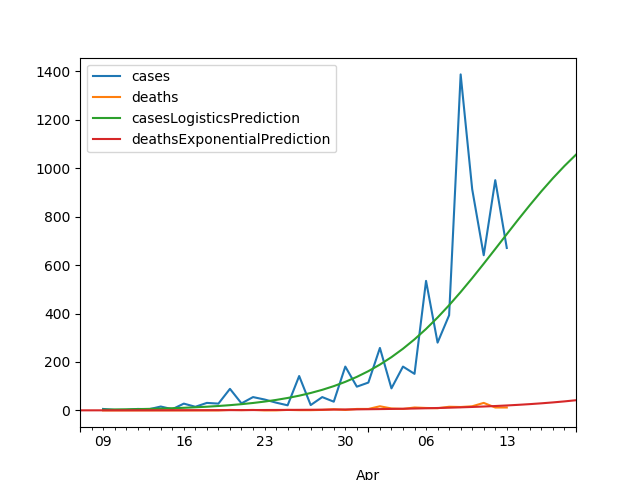 cases
deaths
casesLogisticsPrediction
deathsExponentialPrediction
1400
1200
1000
800
600
400
200
0
09 16 23 30 06 13
Apr